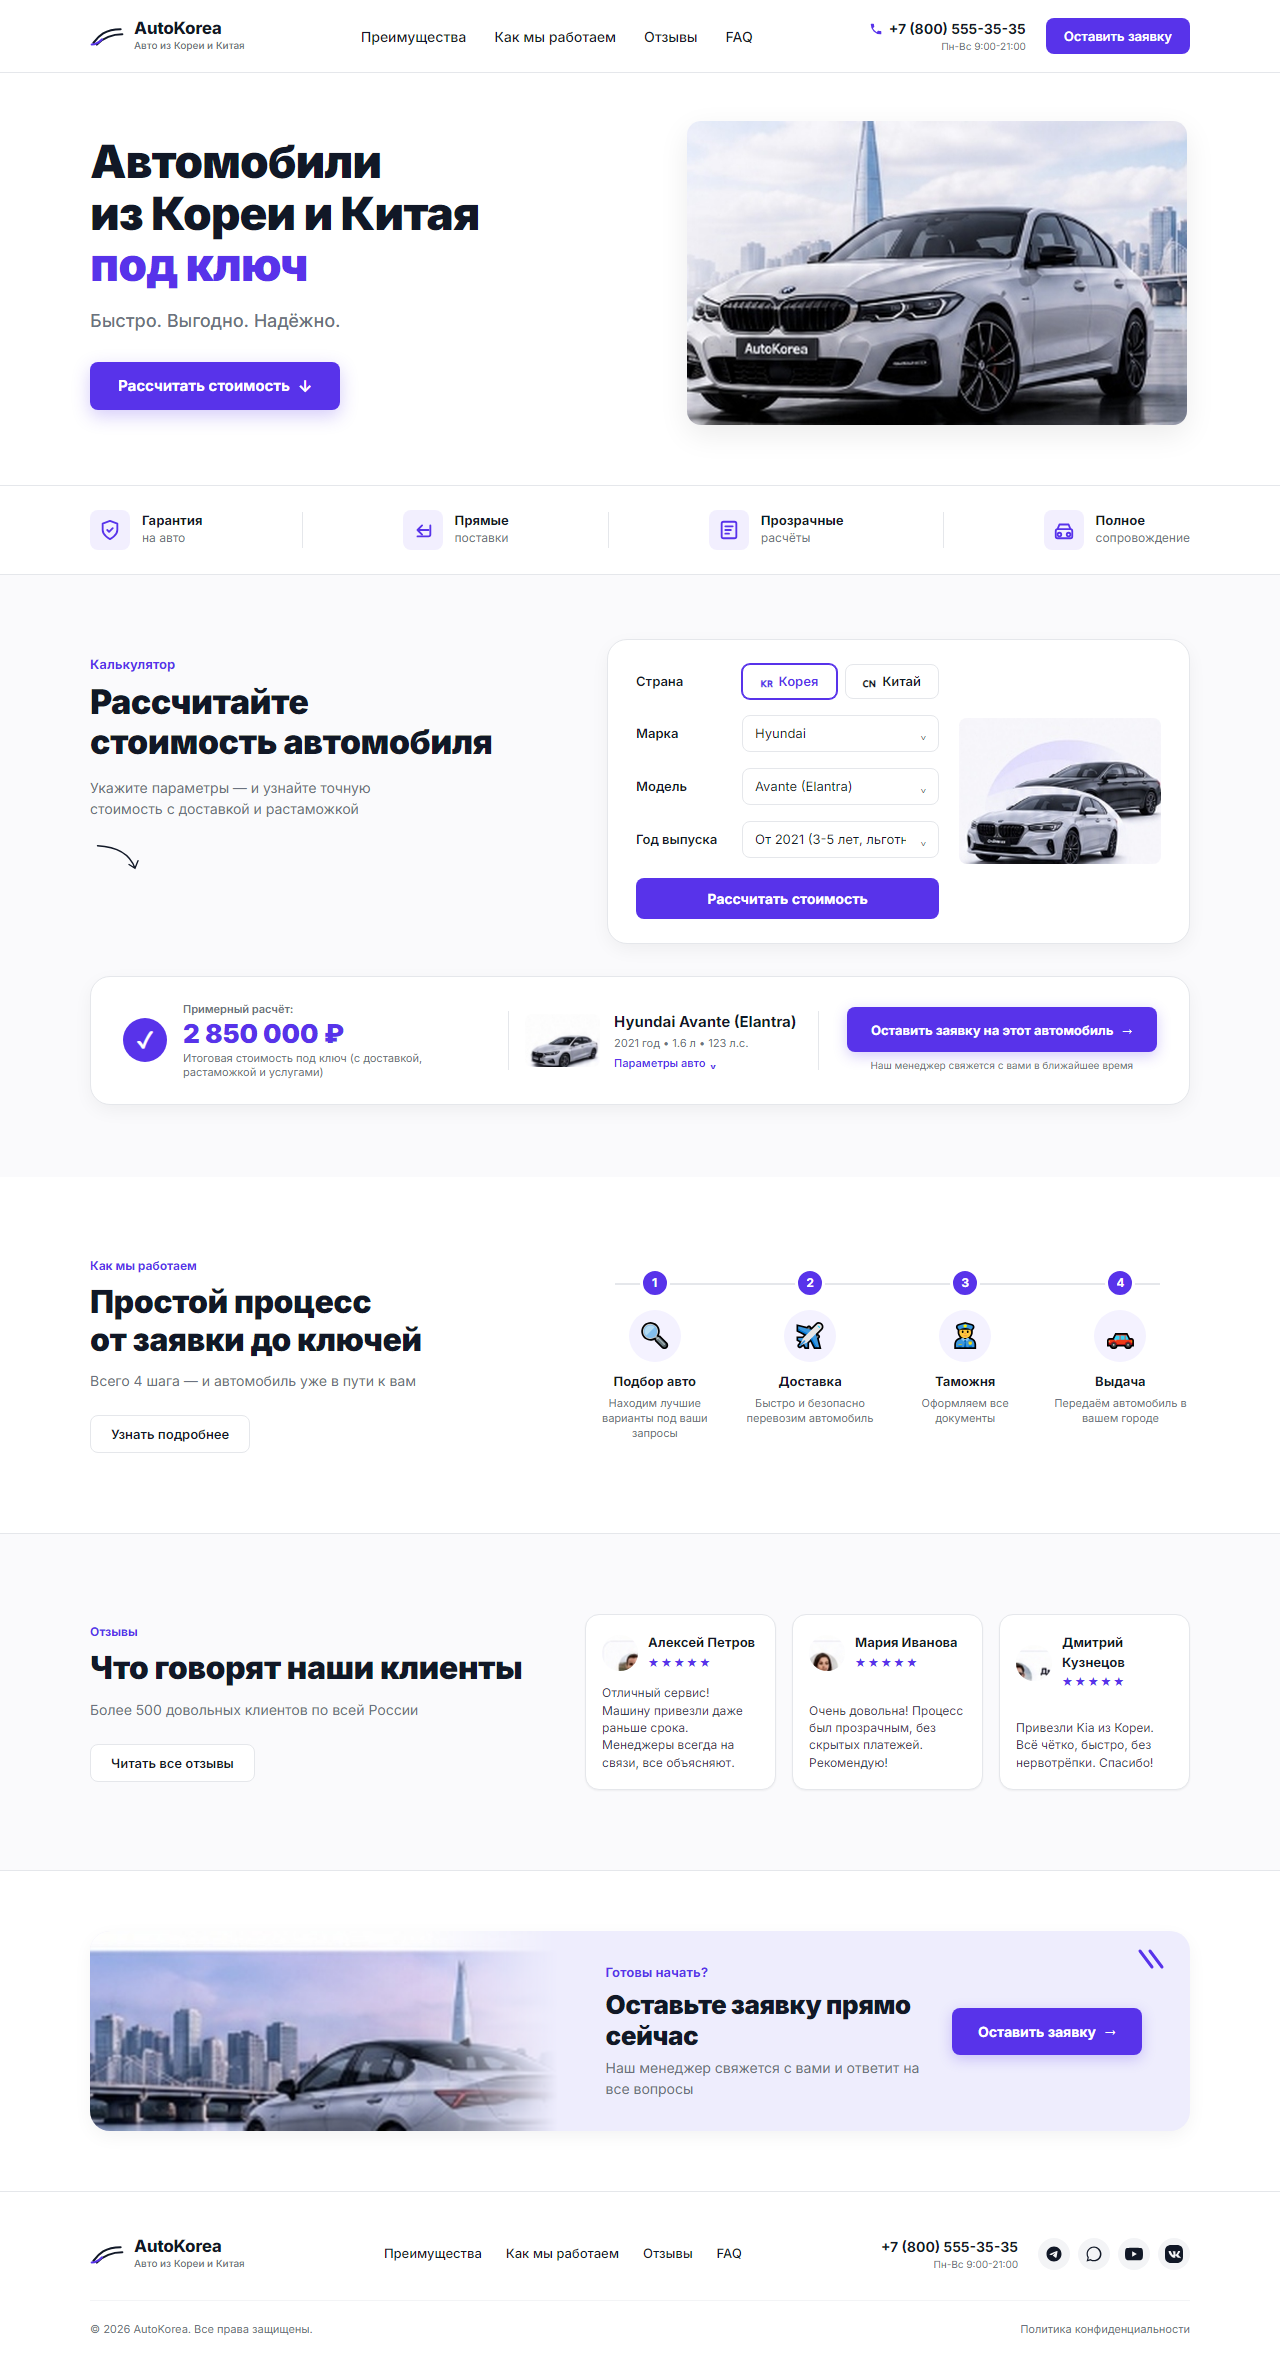 AutoKorea
Авто из Кореи и Китая
Преимущества
Как мы работаем
Отзывы
FAQ
+7 (800) 555-35-35
Пн-Вс 9:00-21:00
Оставить заявку
Автомобили
из Кореи и Китая
под ключ
Быстро. Выгодно. Надёжно.
Рассчитать стоимость ↓
AutoKorea
Гарантия
на авто
Прямые
поставки
Прозрачные
расчёты
Полное
сопровождение
Калькулятор
Рассчитайте
стоимость автомобиля
Укажите параметры — и узнайте точную
стоимость с доставкой и растаможкой
Страна
KR Корея
CN Китай
Марка
Hyundai
Модель
Avante (Elantra)
Год выпуска
От 2021 (3-5 лет, льготн
Рассчитать стоимость
Примерный расчёт:
2 850 000 ₽
Итоговая стоимость под ключ (с доставкой,
растаможкой и услугами)
Hyundai Avante (Elantra)
2021 год • 1.6 л • 123 л.с.
Параметры авто
Оставить заявку на этот автомобиль →
Наш менеджер свяжется с вами в ближайшее время
Как мы работаем
Простой процесс
от заявки до ключей
Всего 4 шага — и автомобиль уже в пути к вам
Узнать подробнее
1
Подбор авто
Находим лучшие
варианты под ваши
запросы
2
Доставка
Быстро и безопасно
перевозим автомобиль
3
Таможня
Оформляем все
документы
4
Выдача
Передаём автомобиль в
вашем городе
Отзывы
Что говорят наши клиенты
Более 500 довольных клиентов по всей России
Читать все отзывы
Алексей Петров
★★★★★
Отличный сервис!
Машину привезли даже
раньше срока.
Менеджеры всегда на
связи, все объясняют.
Мария Иванова
★★★★★
Очень довольна! Процесс
был прозрачным, без
скрытых платежей.
Рекомендую!
Дмитрий
Кузнецов
★★★★★
Привезли Kia из Кореи.
Всё чётко, быстро, без
нервотрёпки. Спасибо!
Готовы начать?
Оставьте заявку прямо
сейчас
Наш менеджер свяжется с вами и ответит на
все вопросы
Оставить заявку →
AutoKorea
Авто из Кореи и Китая
Преимущества
Как мы работаем
Отзывы
FAQ
+7 (800) 555-35-35
Пн-Вс 9:00-21:00
© 2026 AutoKorea. Все права защищены.
Политика конфиденциальности